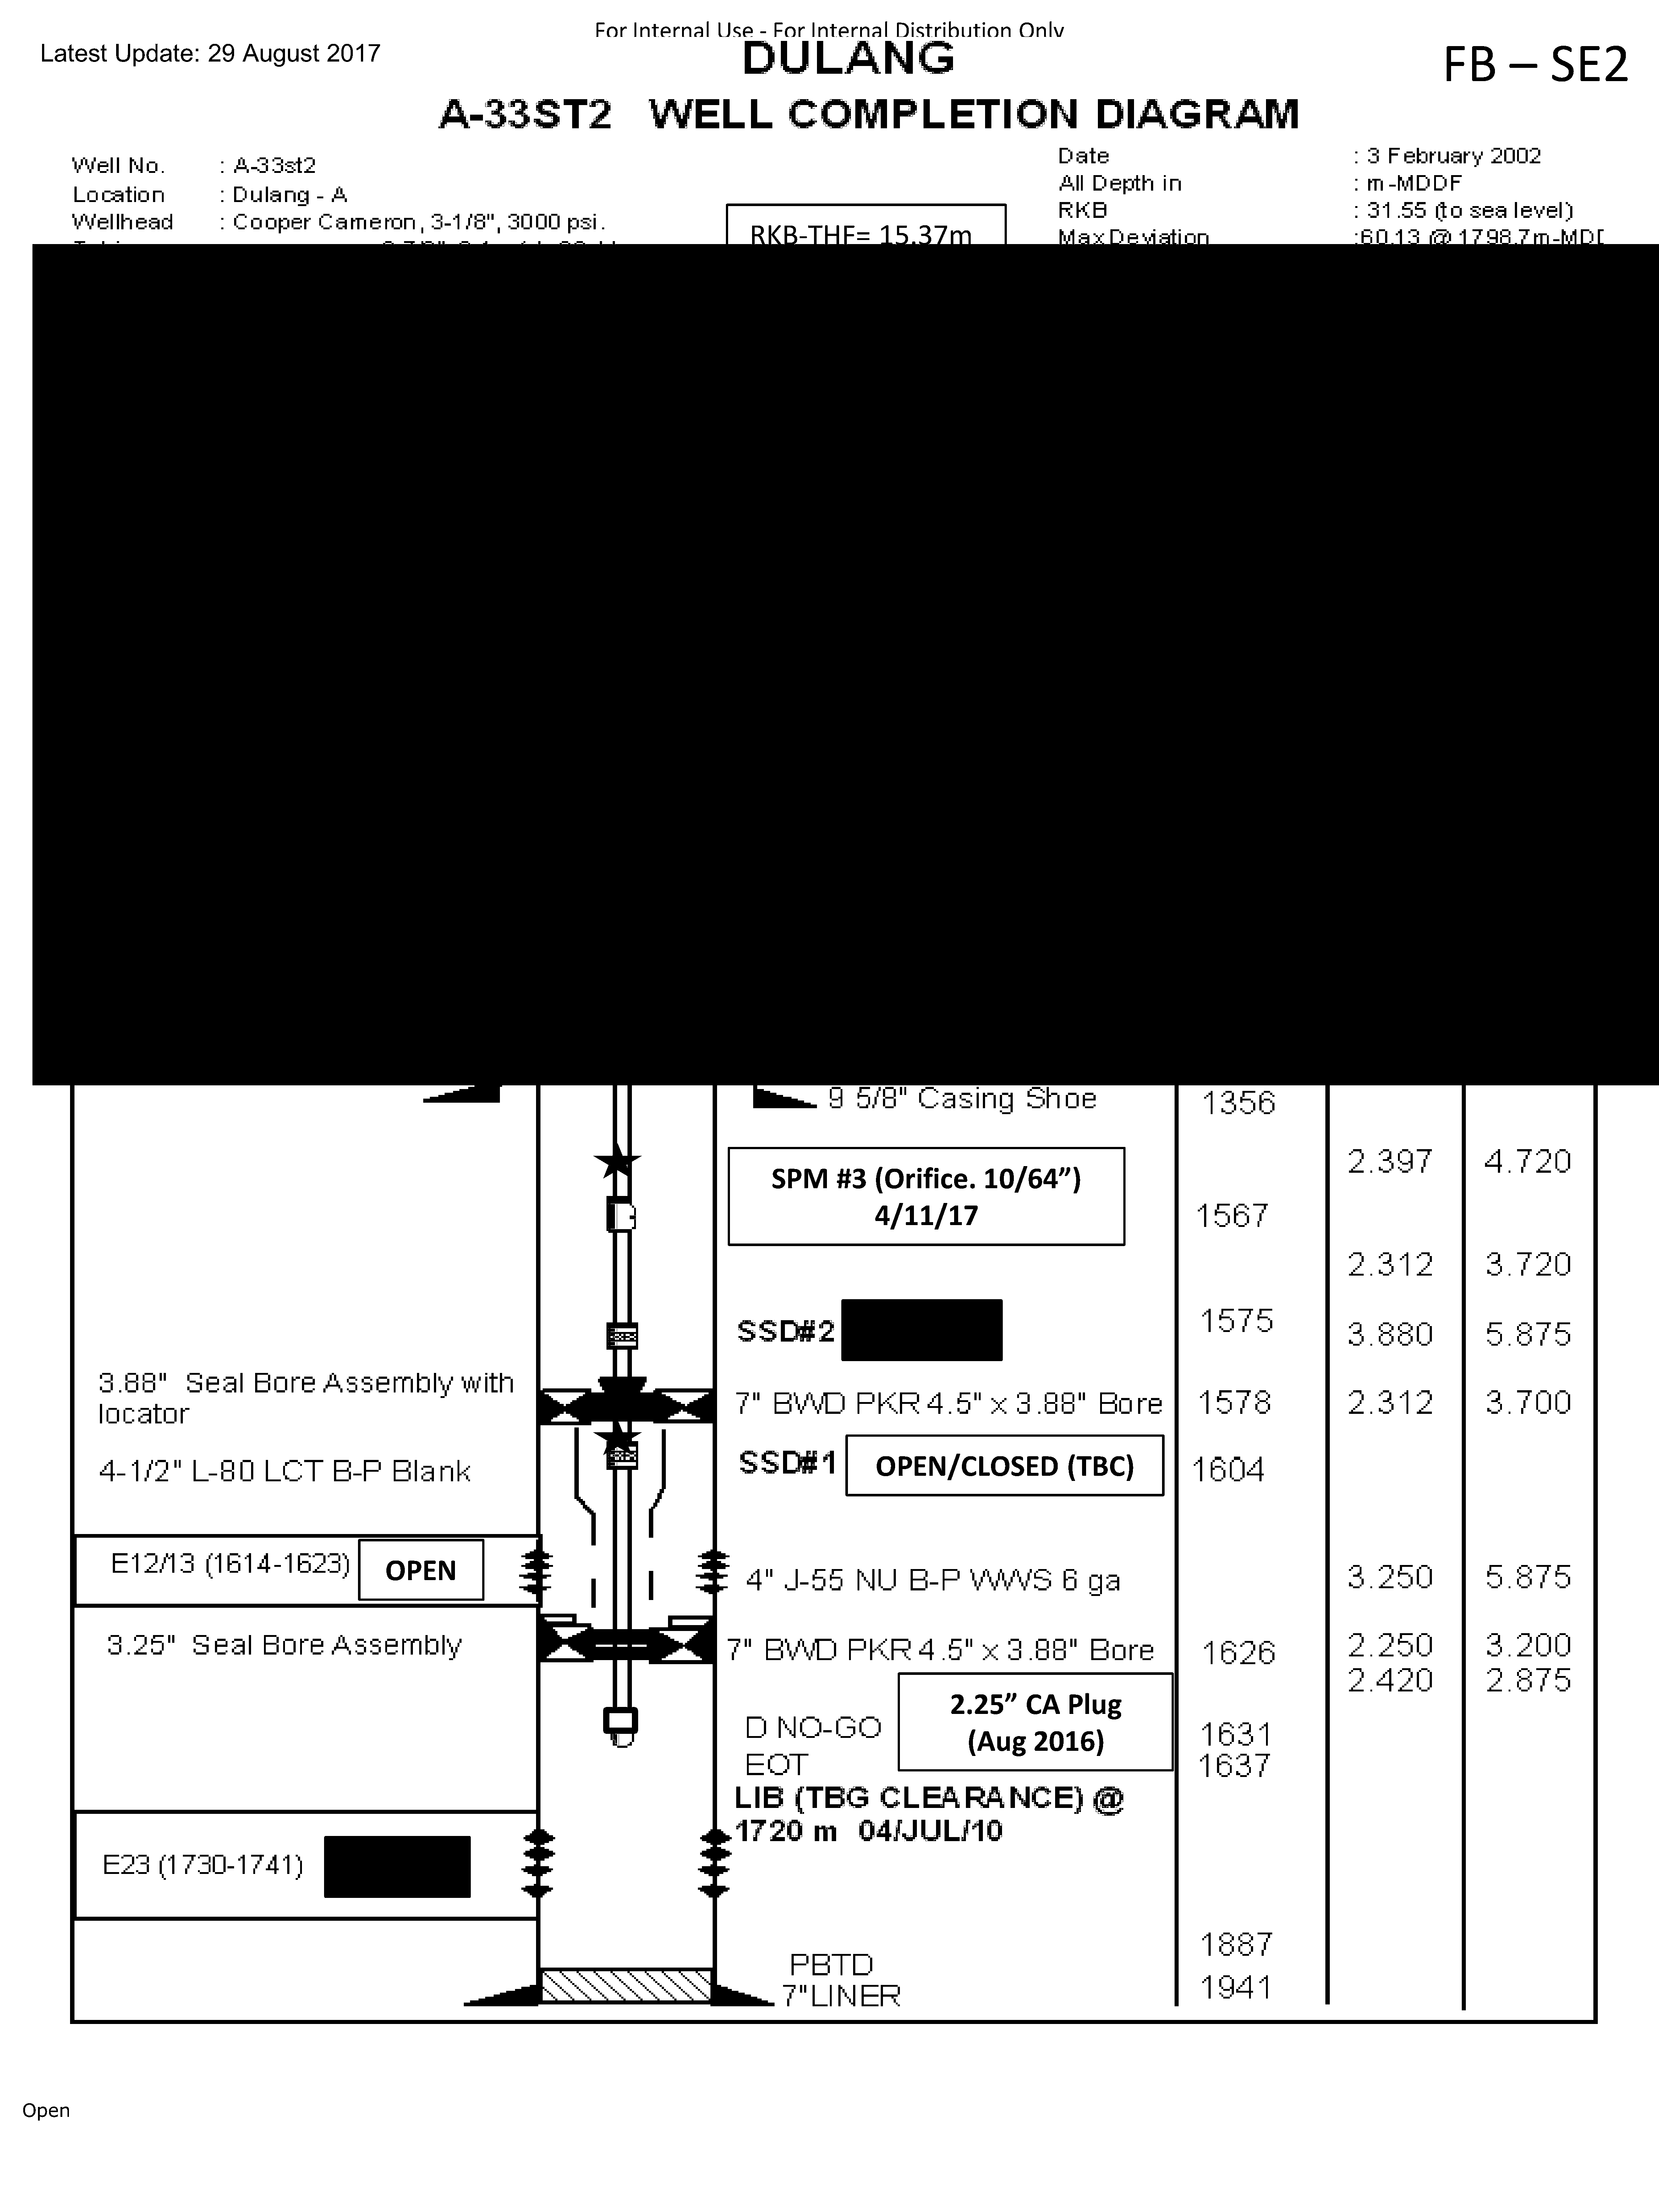 For Internal Use - For Internal Distribution Only
Latest Update: 29 August 2017
DULANG
FB – SE2
A-33ST2 WELL COMPLETION DIAGRAM
Well No. : A-33st2
Location : Dulang - A
Wellhead : Cooper Cameron, 3-1/8", 3000 psi.
RKB-THF= 15.37m
Date : 3 February 2002
All Depth in : m-MDDF
RKB : 31.55 (to sea level)
Max Deviation :60.13 @ 1798.7m-MD
9 5/8" Casing Shoe 1356
SPM #3 (Orifice. 10/64”)
4/11/17
2.397 4.720
1567
2.312 3.720
SSD#2 1575
3.880 5.875
3.88" Seal Bore Assembly with
locator
7" BWD PKR 4.5" x 3.88" Bore 1578 2.312 3.700
4-1/2" L-80 LCT B-P Blank
SSD#1 OPEN/CLOSED (TBC) 1604
E12/13 (1614-1623) OPEN
4" J-55 NU B-P WWS 6 ga 3.250 5.875
3.25" Seal Bore Assembly
7" BWD PKR 4.5" x 3.88" Bore 1626 2.250 3.200
2.420 2.875
2.25” CA Plug
(Aug 2016)
D NO-GO 1631
EOT 1637
LIB (TBG CLEARANCE) @
1720 m 04/JUL/10
E23 (1730-1741)
PBTD 1887
7"LINER 1941
Open